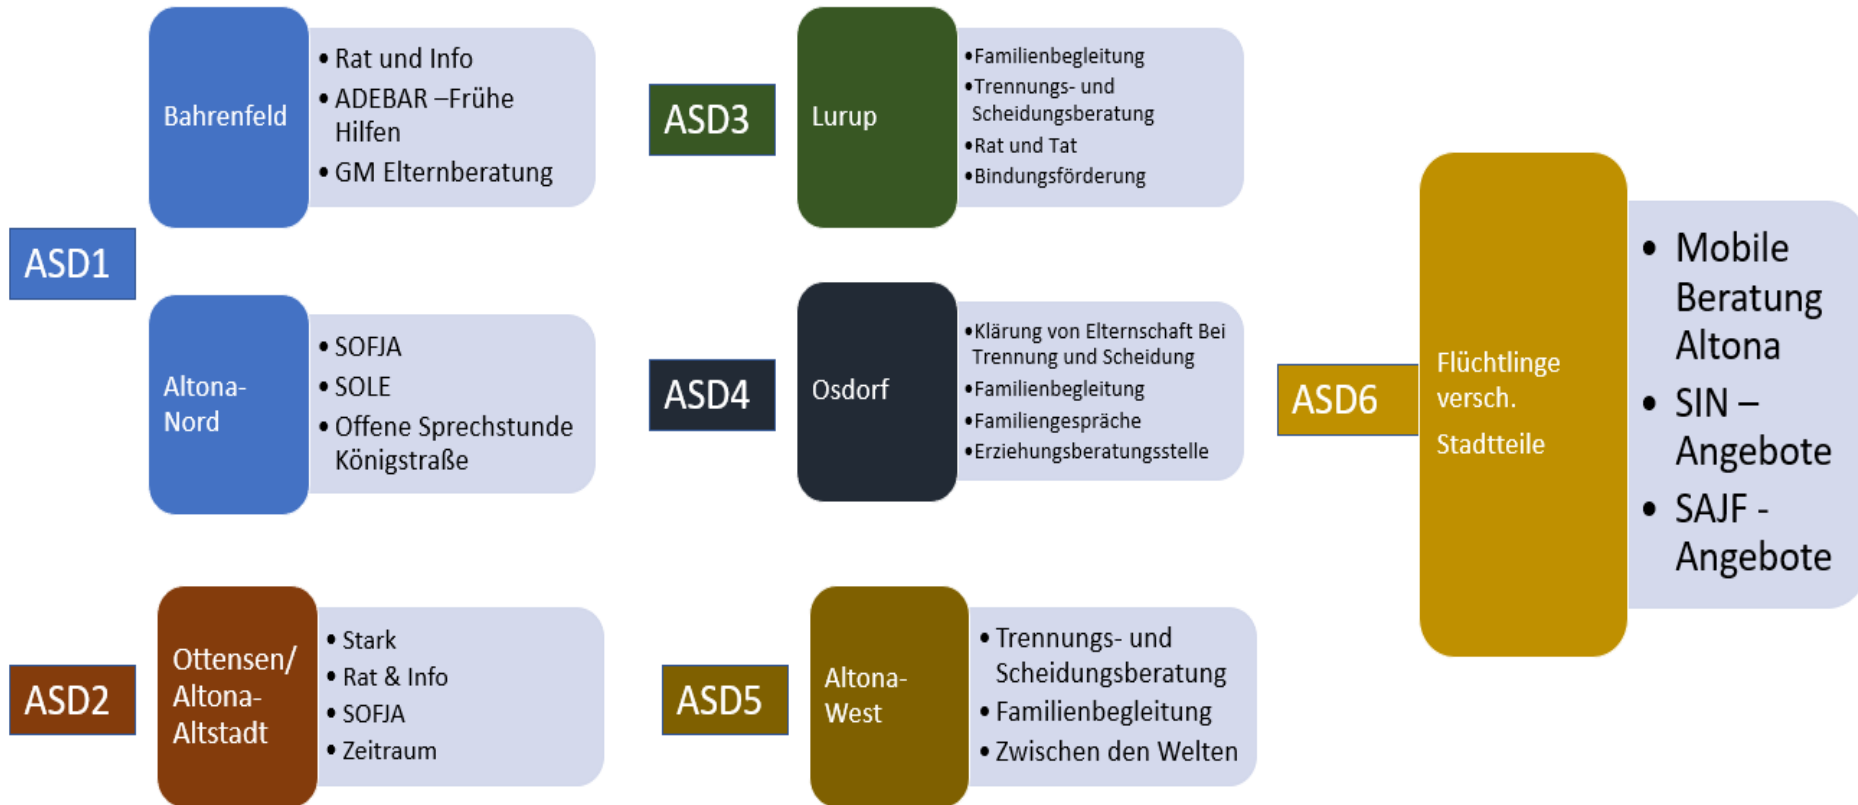 ASD1
Bahrenfeld
• Rat und Info
• ADEBAR –Frühe
Hilfen
• GM Elternberatung
Altona-
Nord
• SOFJA
• SOLE
• Offene Sprechstunde
Königstraße
ASD2
Ottensen/
Altona-
Altstadt
• Stark
• Rat & Info
• SOFJA
• Zeitraum
ASD3
Lurup
•Familienbegleitung
•Trennungs- und
Scheidungsberatung
•Rat und Tat
•Bindungsförderung
ASD4
Osdorf
•Klärung von Elternschaft Bei
Trennung und Scheidung
•Familienbegleitung
•Familiengespräche
•Erziehungsberatungsstelle
ASD5
Altona-
West
• Trennungs- und
Scheidungsberatung
• Familienbegleitung
• Zwischen den Welten
ASD6
Flüchtlinge
versch.
Stadtteile
• Mobile
Beratung
Altona
• SIN –
Angebote
• SAJF -
Angebote